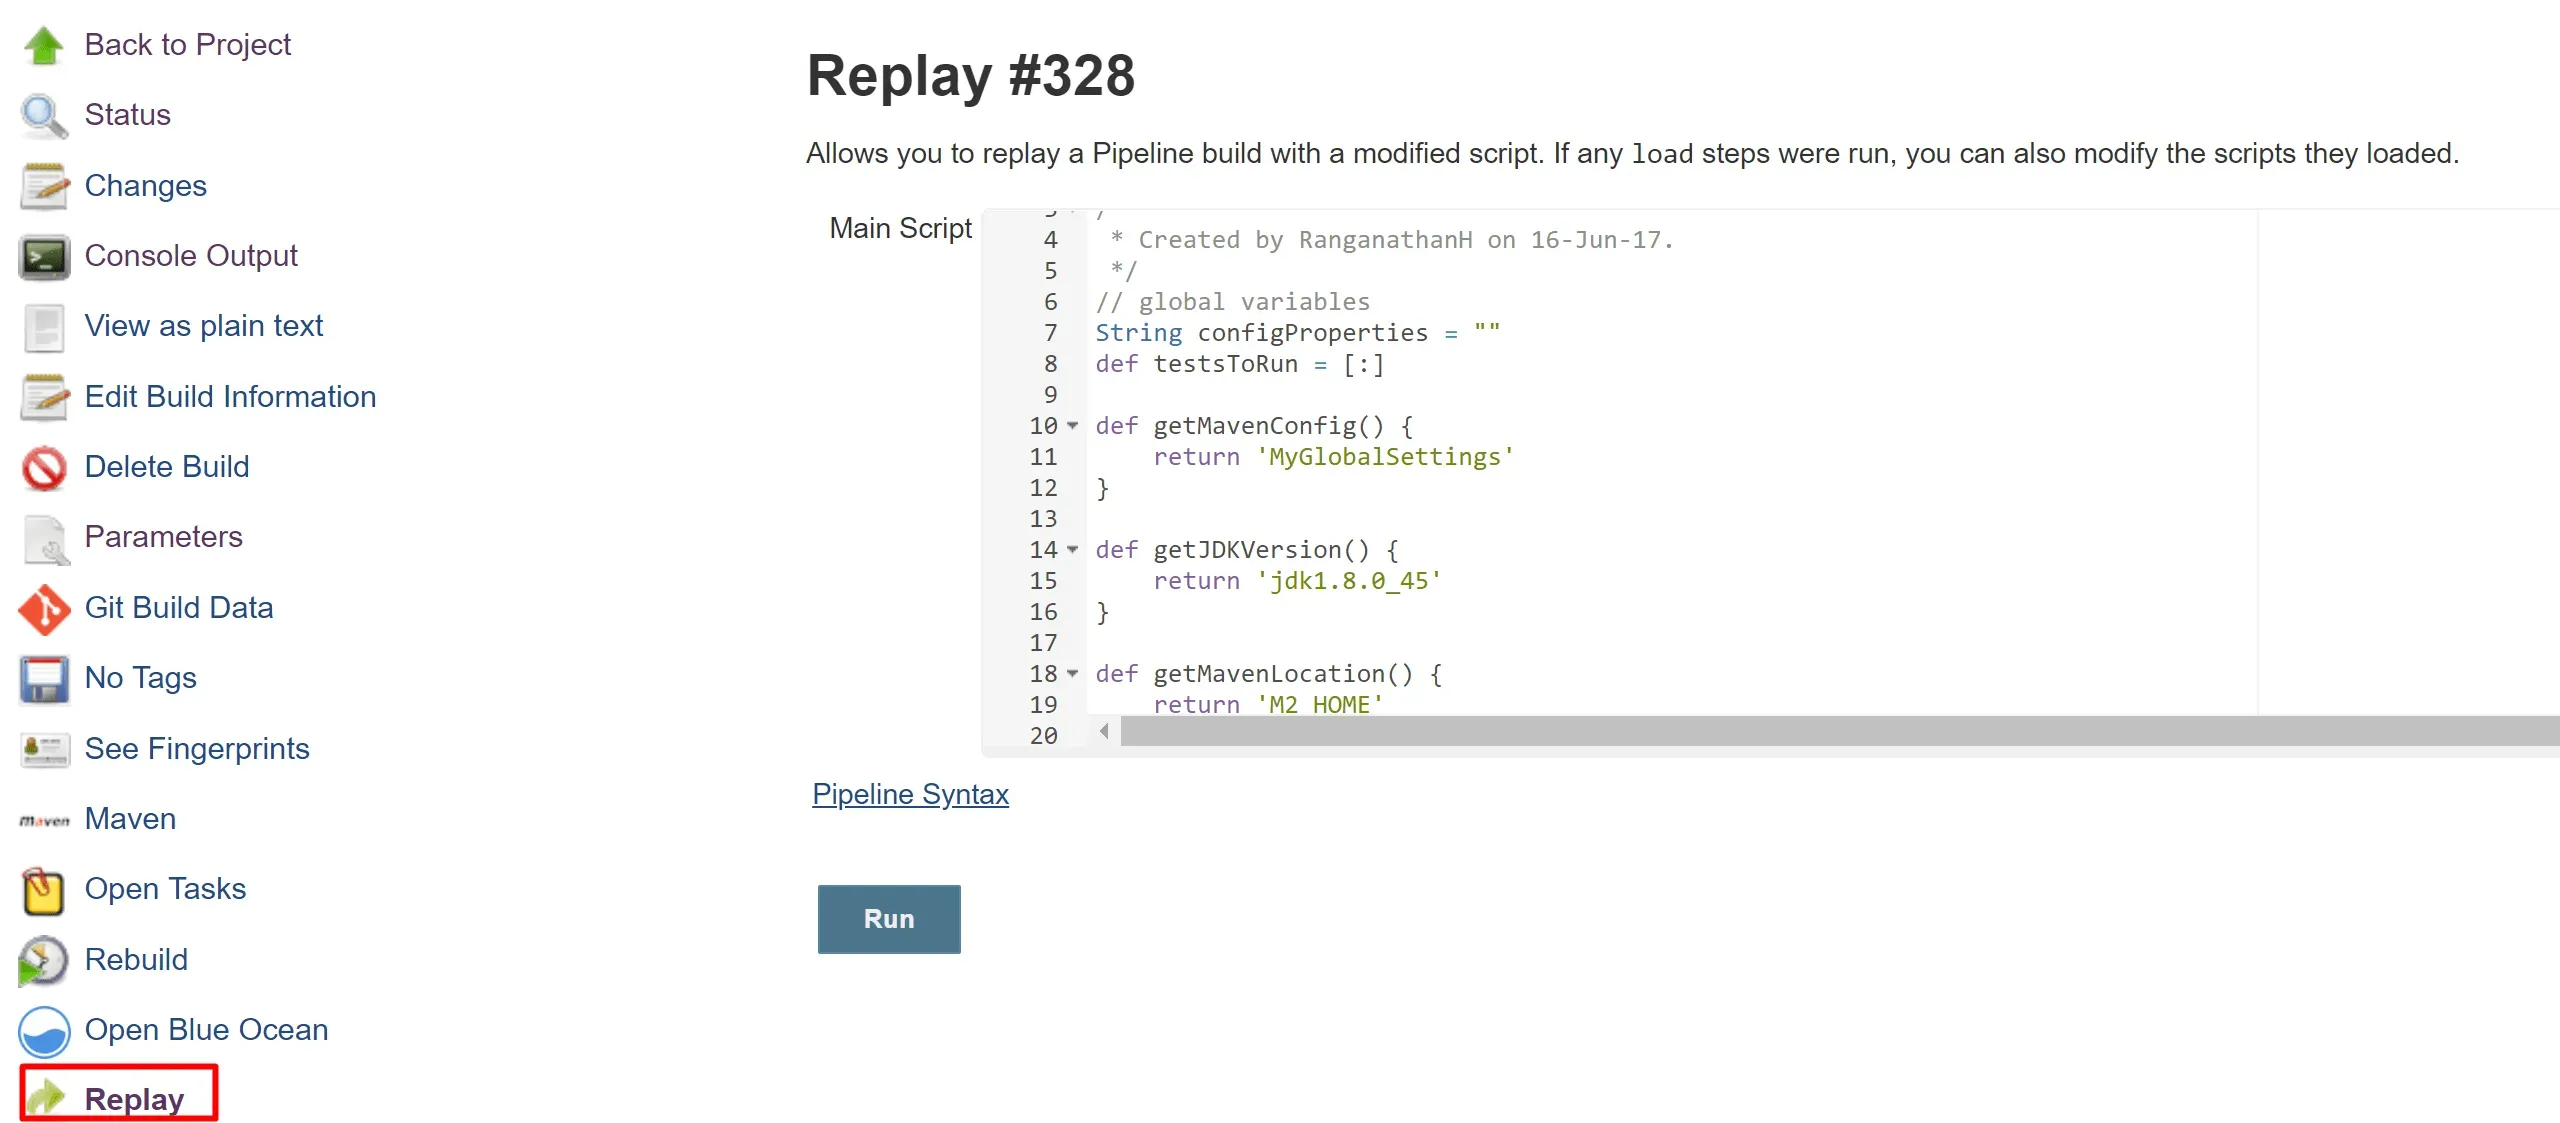 Back to Project
Status
Changes
Console Output
View as plain text
Edit Build Information
Delete Build
Parameters
Git Build Data
No Tags
See Fingerprints
maven Maven
Open Tasks
Rebuild
Open Blue Ocean
Replay
Replay #328
Allows you to replay a Pipeline build with a modified script. If any load steps were run, you can also modify the scripts they loaded.
Main Script
4 * Created by RanganathanH on 16-Jun-17.
5 */
6 // global variables
7 String configProperties = ""
8 def testsToRun = [:]
9
10 def getMavenConfig() {
11 return 'MyGlobalSettings'
12 }
13
14 def getJDKVersion() {
15 return 'jdk1.8.0_45'
16 }
17
18 def getMavenLocation() {
19 return 'M2 HOME'
20
Pipeline Syntax
Run